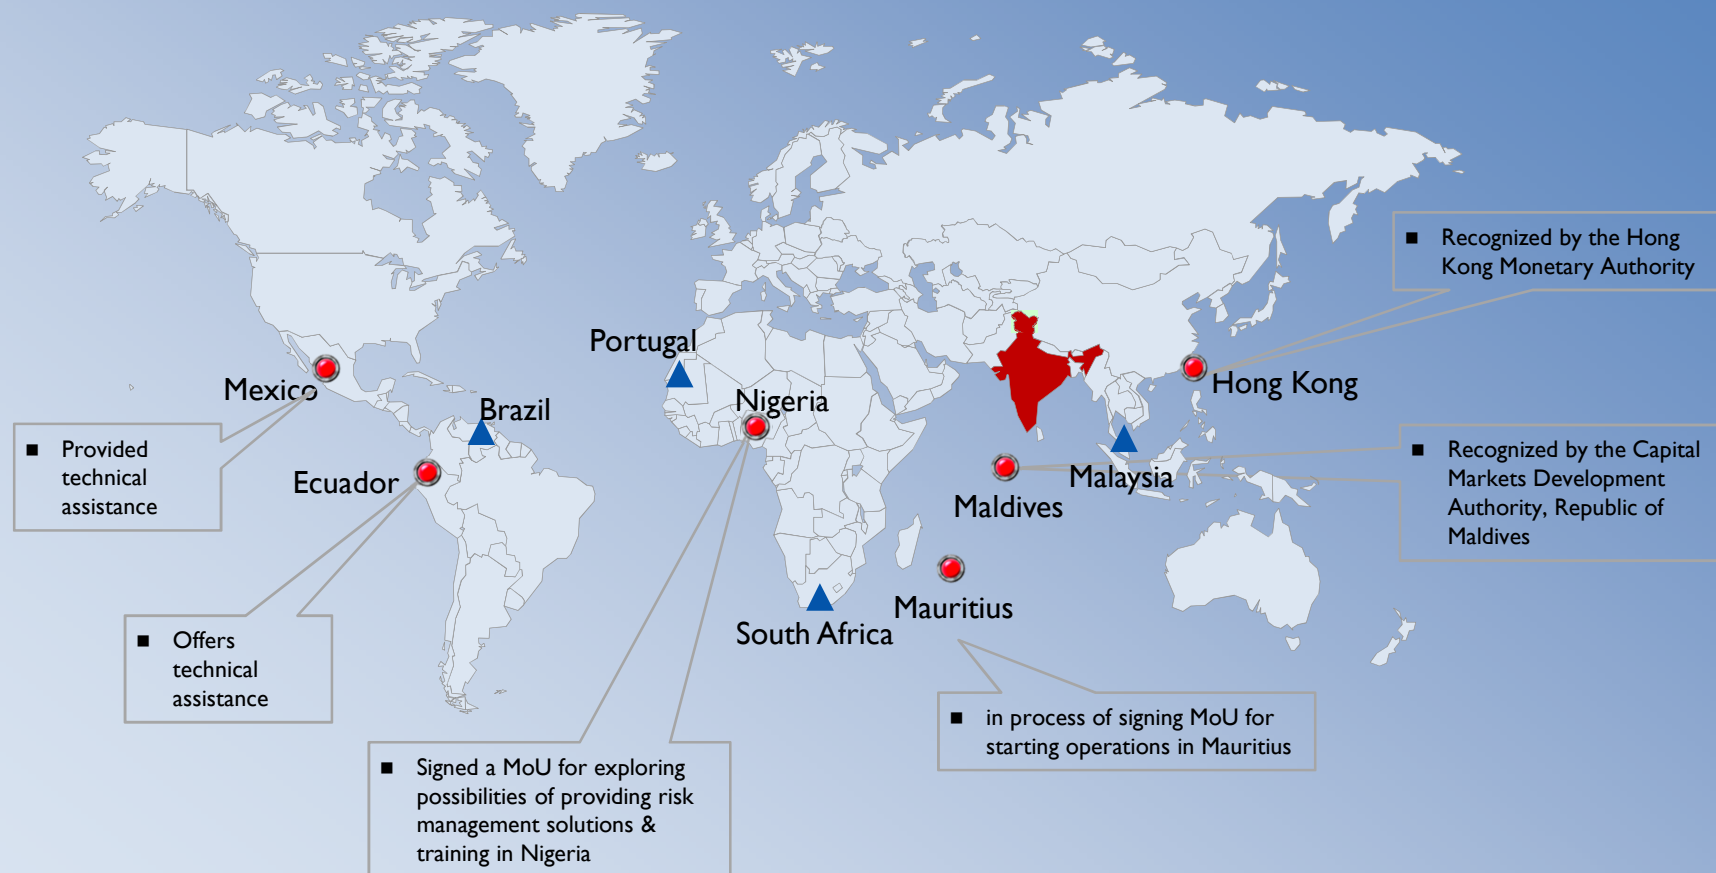 ■ Recognized by the Hong
Kong Monetary Authority
Portugal
Mexico
Nigeria
Hong Kong
Brazil
■ Provided
technical
assistance
Ecuador
Malaysia
Maldives
■ Recognized by the Capital
Markets Development
Authority, Republic of
Maldives
Mauritius
South Africa
■ Offers
technical
assistance
■ in process of signing MoU for
starting operations in Mauritius
■ Signed a MoU for exploring
possibilities of providing risk
management solutions &
training in Nigeria